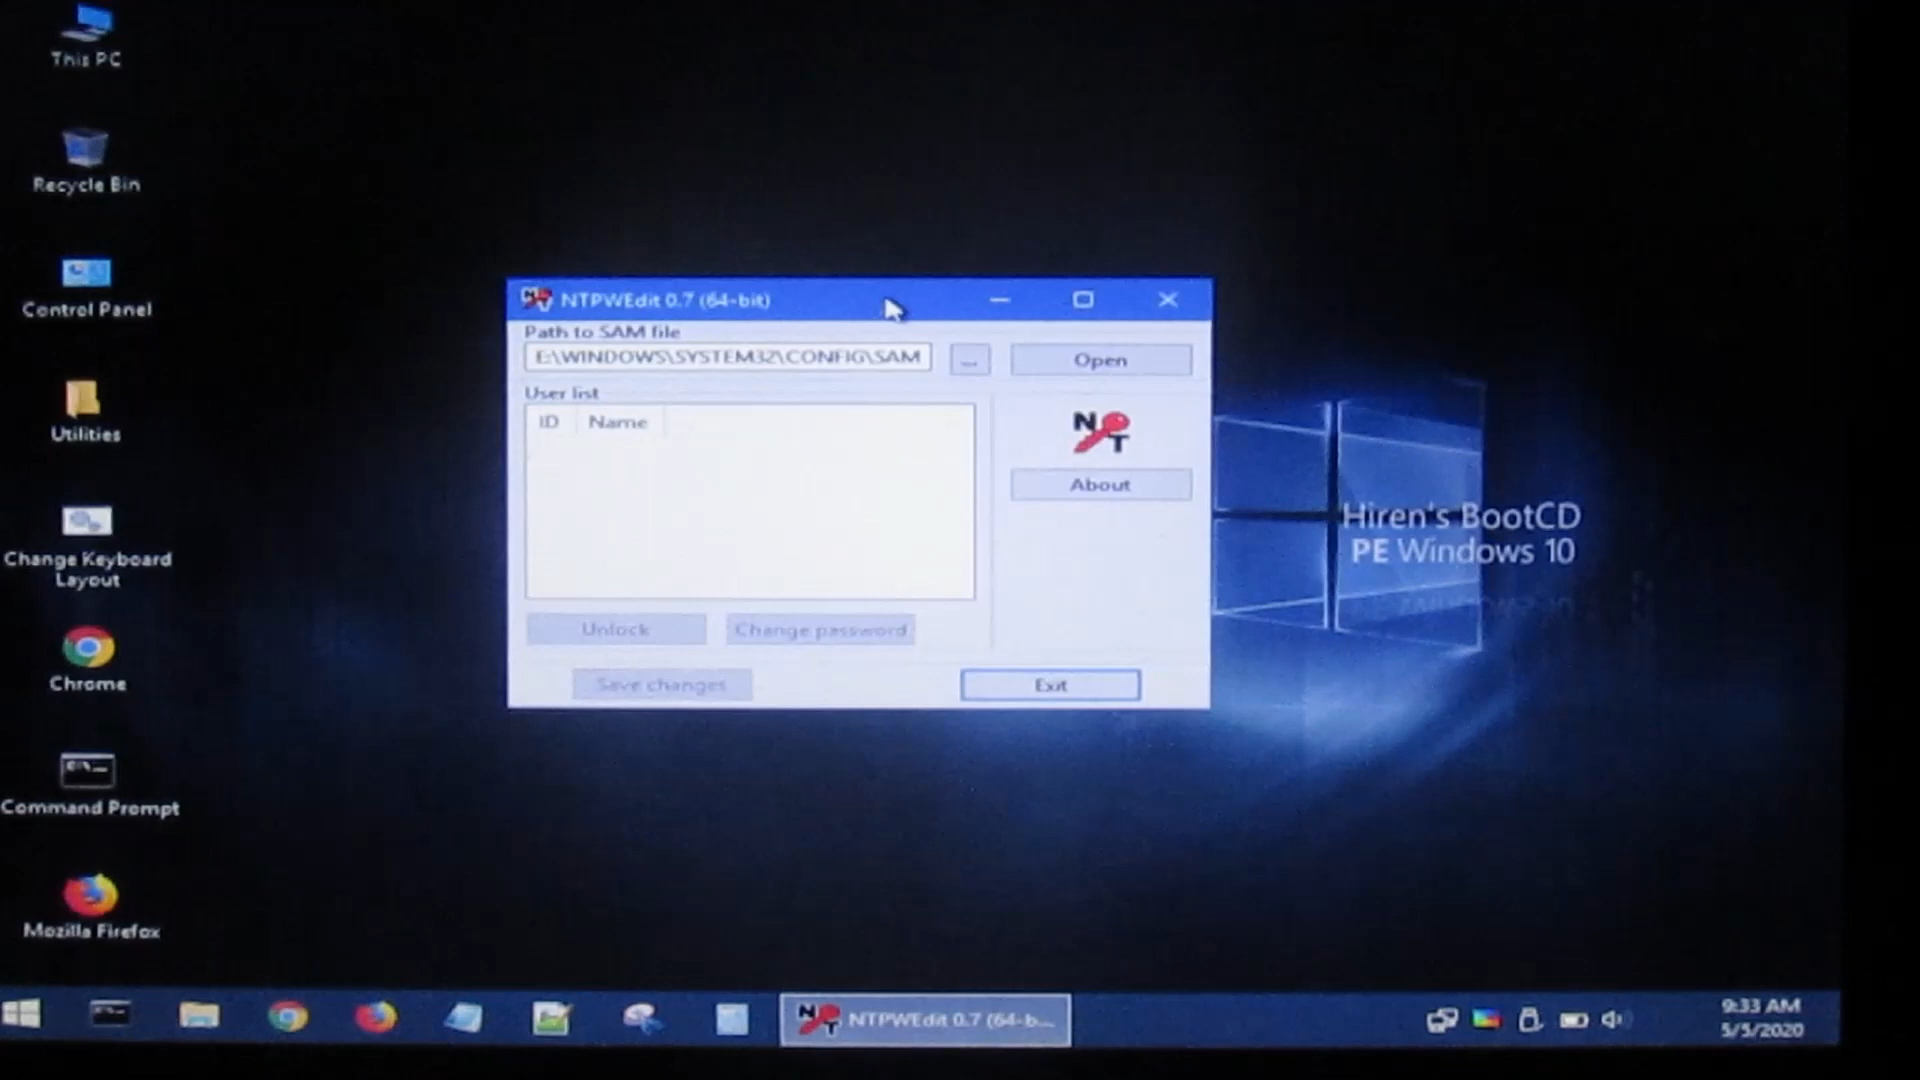 This PC
Recycle Bin
Control Panel
Utilities
Change Keyboard
Layout
Chrome
Command Prompt
Mozilla Firefox
NTPWEdit 0.7 (64-bit)
Path to SAM file
E:\WINDOWS\SYSTEM32\CONFIG\SAM
...
Open
User list
ID Name
NT
About
Unlock
Change password
Save changes
Exit
Hiren's BootCD
PE Windows 10
NTPWEdit 0.7 (64-b...
9:33 AM
5/5/2020